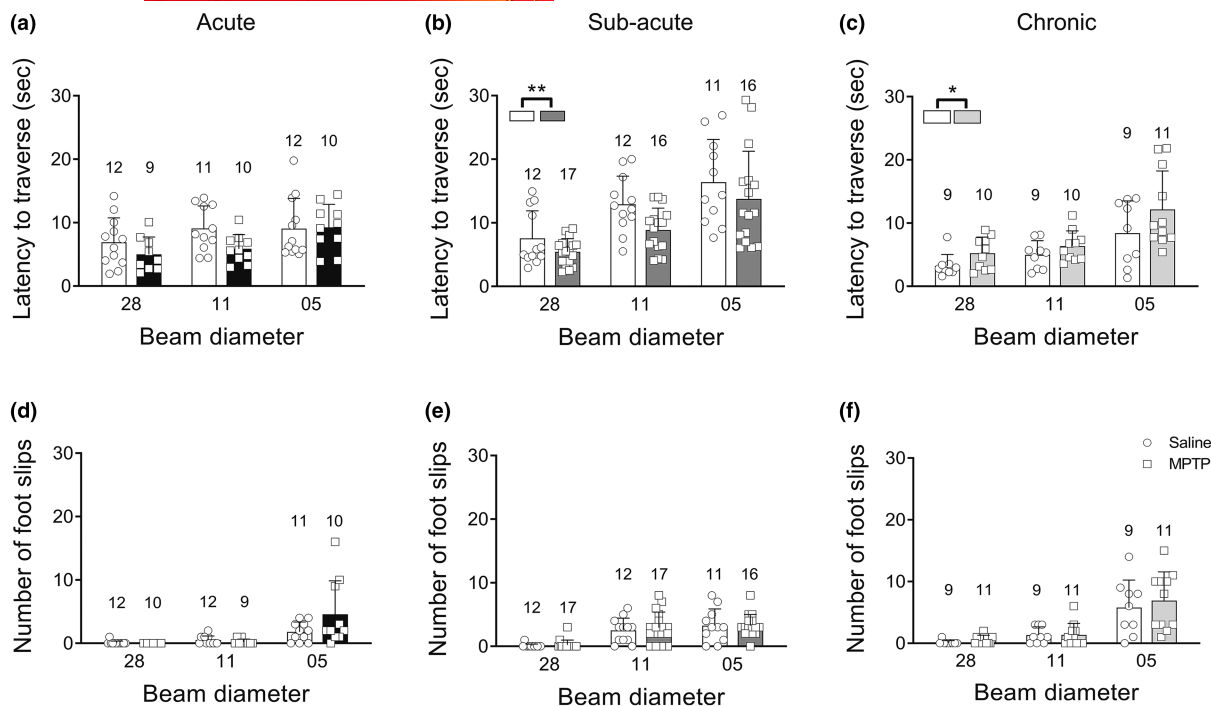 (a) Acute
Latency to traverse (sec)
30
20
10
0
12 9 11 10 12 10
28 11 05
Beam diameter
(b) Sub-acute
Latency to traverse (sec)
30
20
10
0
**
12 17 12 16 11 16
28 11 05
Beam diameter
(c) Chronic
Latency to traverse (sec)
30
20
10
0
*
9 10 9 10 9 11
28 11 05
Beam diameter
(d)
Number of foot slips
30
20
10
0
12 10 12 9 11 10
28 11 05
Beam diameter
(e)
Number of foot slips
30
20
10
0
12 17 12 17 11 16
28 11 05
Beam diameter
(f)
Number of foot slips
30
20
10
0
Saline
MPTP
9 11 9 11 9 11
28 11 05
Beam diameter